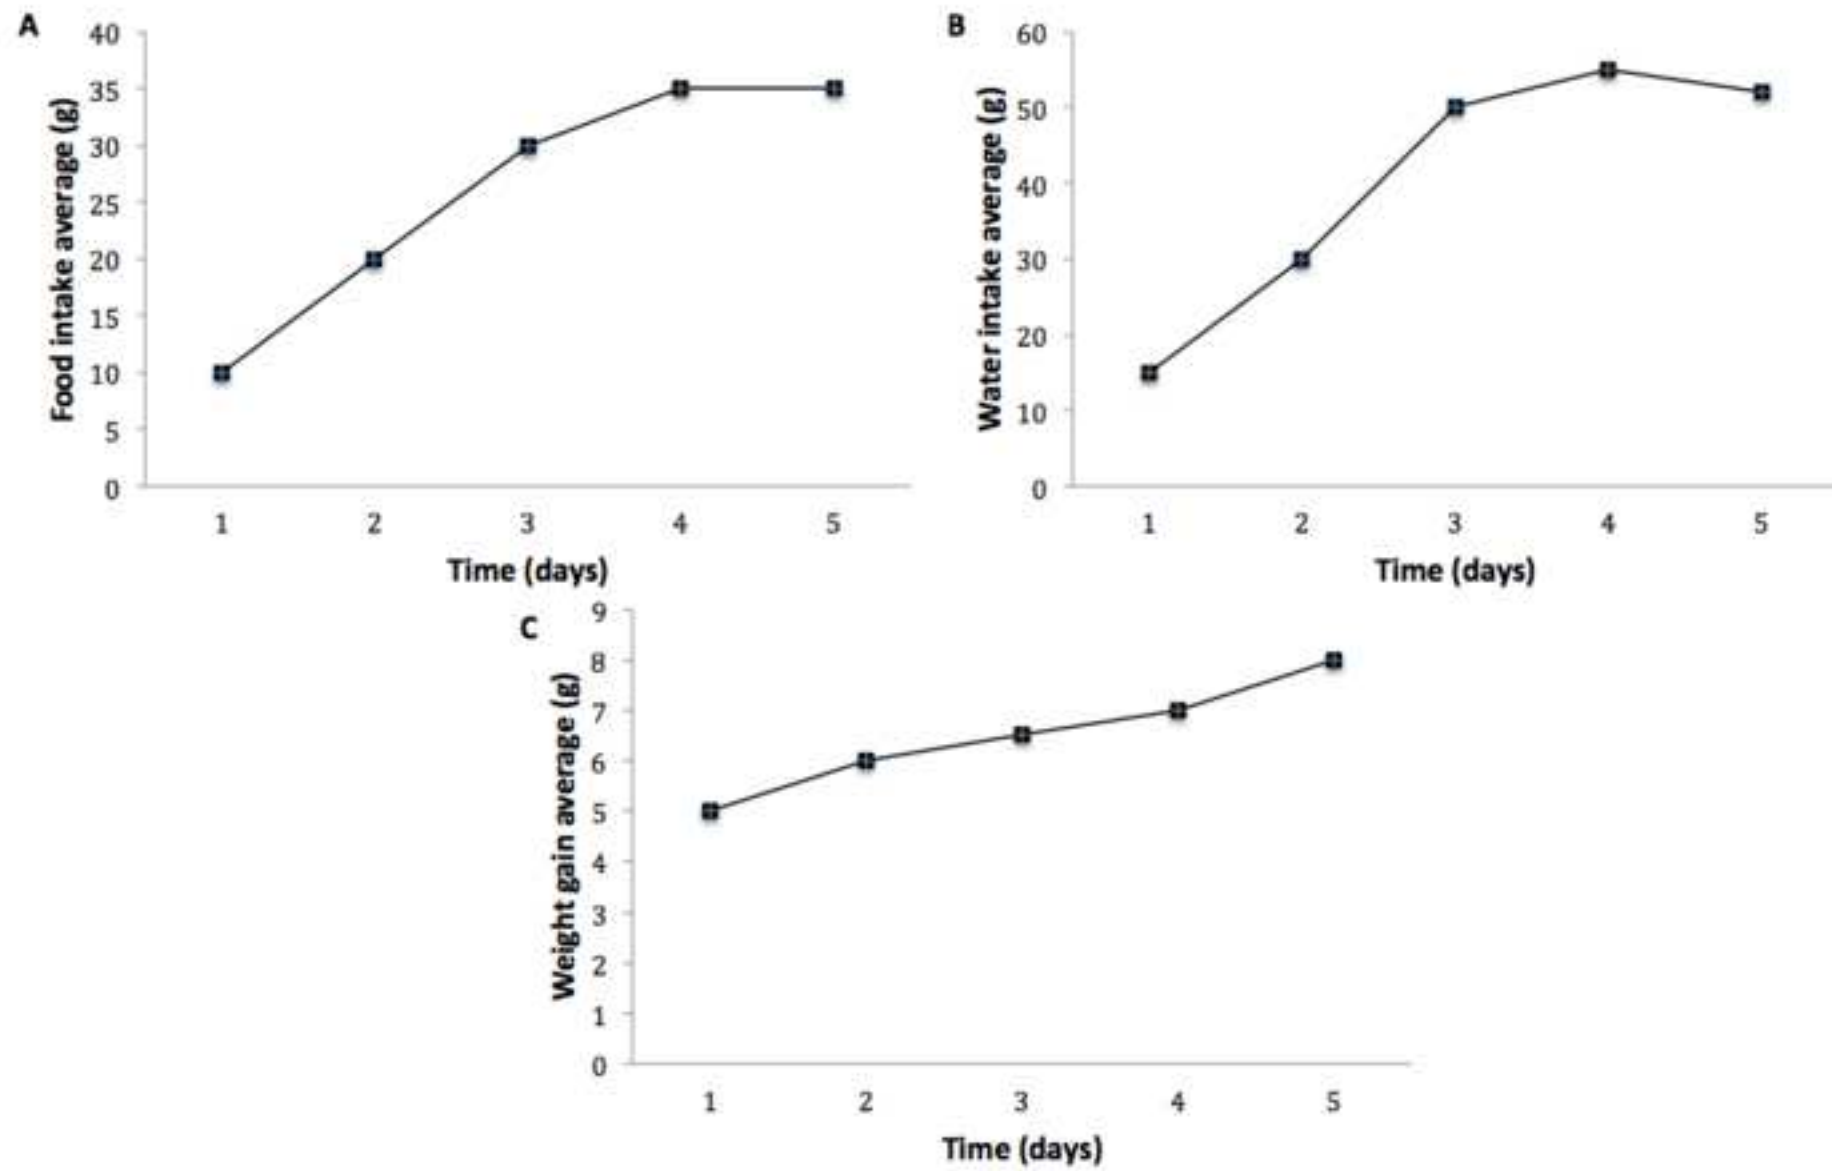 A
Food intake average (g)
40
35
30
25
20
15
10
5
0
1 2 3 4 5
Time (days)
B
Water intake average (g)
60
50
40
30
20
10
0
1 2 3 4 5
Time (days)
C
Weight gain average (g)
9
8
7
6
5
4
3
2
1
0
1 2 3 4 5
Time (days)